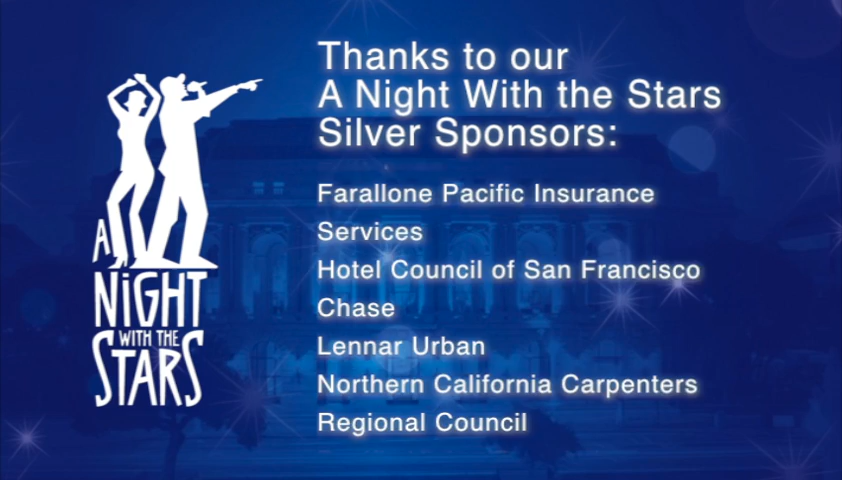 Thanks to our
A Night With the Stars
Silver Sponsors:
Farallone Pacific Insurance
Services
Hotel Council of San Francisco
Chase
Lennar Urban
Northern California Carpenters
Regional Council
A
NiGHT
WITH THE
STARS